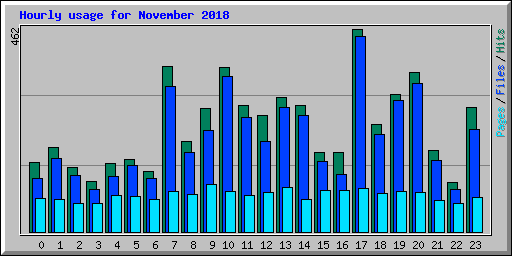 Hourly usage for November 2018
462
Pages/Files/Hits
0 1 2 3 4 5 6 7 8 9 10 11 12 13 14 15 16 17 18 19 20 21 22 23